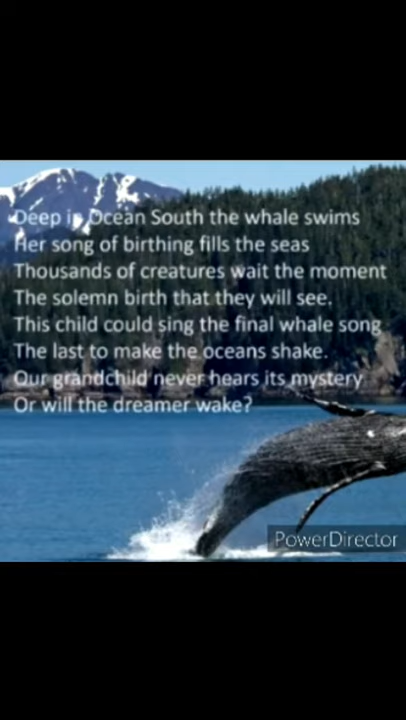 Deep in Ocean South the whale swims
Her song of birthing fills the seas
Thousands of creatures wait the moment
The solemn birth that they will see.
This child could sing the final whale song
The last to make the oceans shake.
Our grandchild never hears its mystery
Or will the dreamer wake?
PowerDirector